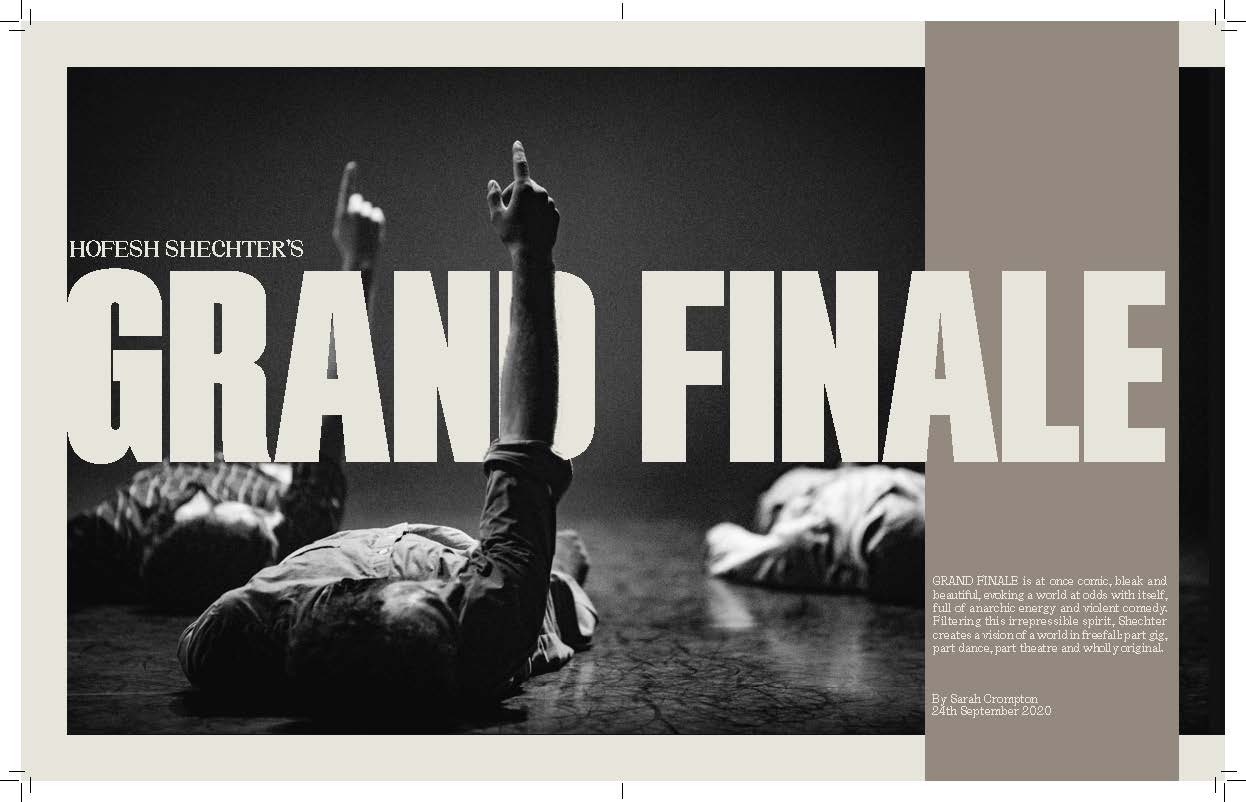 HOFESH SHECHTER'S
GRAND FINALE
GRAND FINALE is at once comic, bleak and
beautiful, evoking a world at odds with itself,
full of anarchic energy and violent comedy.
Filtering this irrepressible spirit, Shechter
creates a vision of a world in freefall: part gig,
part dance, part theatre and wholly original.
By Sarah Crompton
24th September 2020